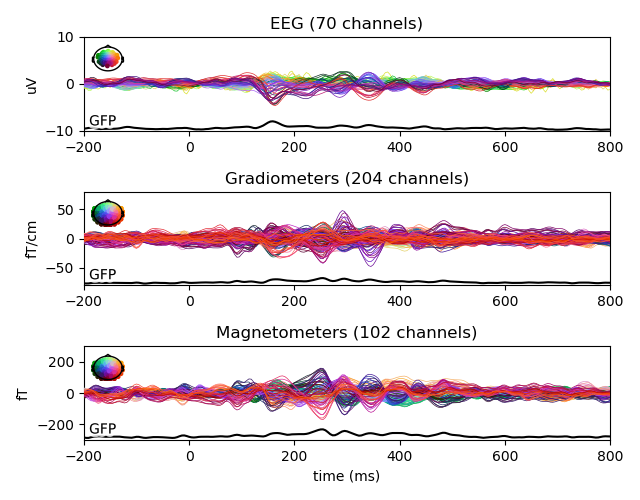 EEG (70 channels)
10
0
−10
uV
GFP
−200 0 200 400 600 800
Gradiometers (204 channels)
50
0
−50
fT/cm
GFP
−200 0 200 400 600 800
Magnetometers (102 channels)
200
0
−200
fT
GFP
−200 0 200 400 600 800
time (ms)